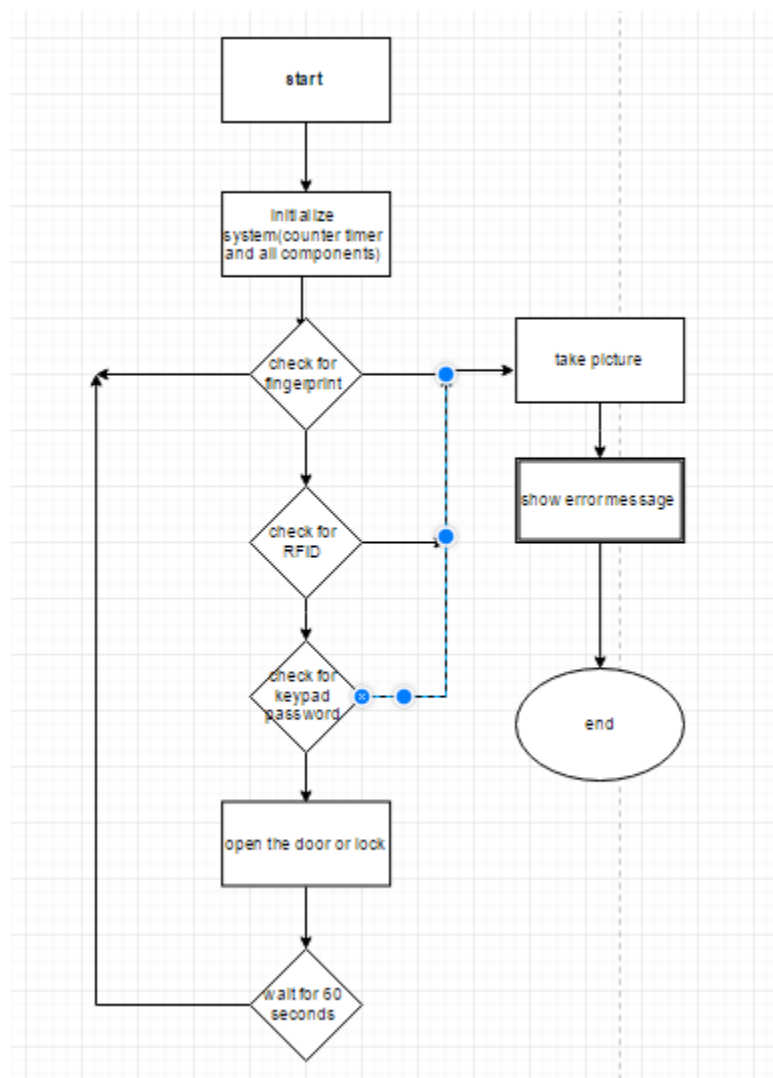 start
initialize
system(counter timer
and all components)
check for
fingerprint
take picture
show error message
check for
RFID
check for
keypad
password
end
open the door or lock
wait for 60
seconds